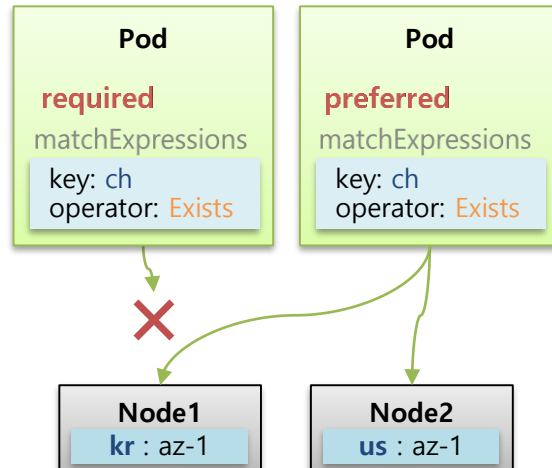 Pod
required
matchExpressions
key: ch
operator: Exists
Pod
preferred
matchExpressions
key: ch
operator: Exists
Node1
kr : az-1
Node2
us : az-1